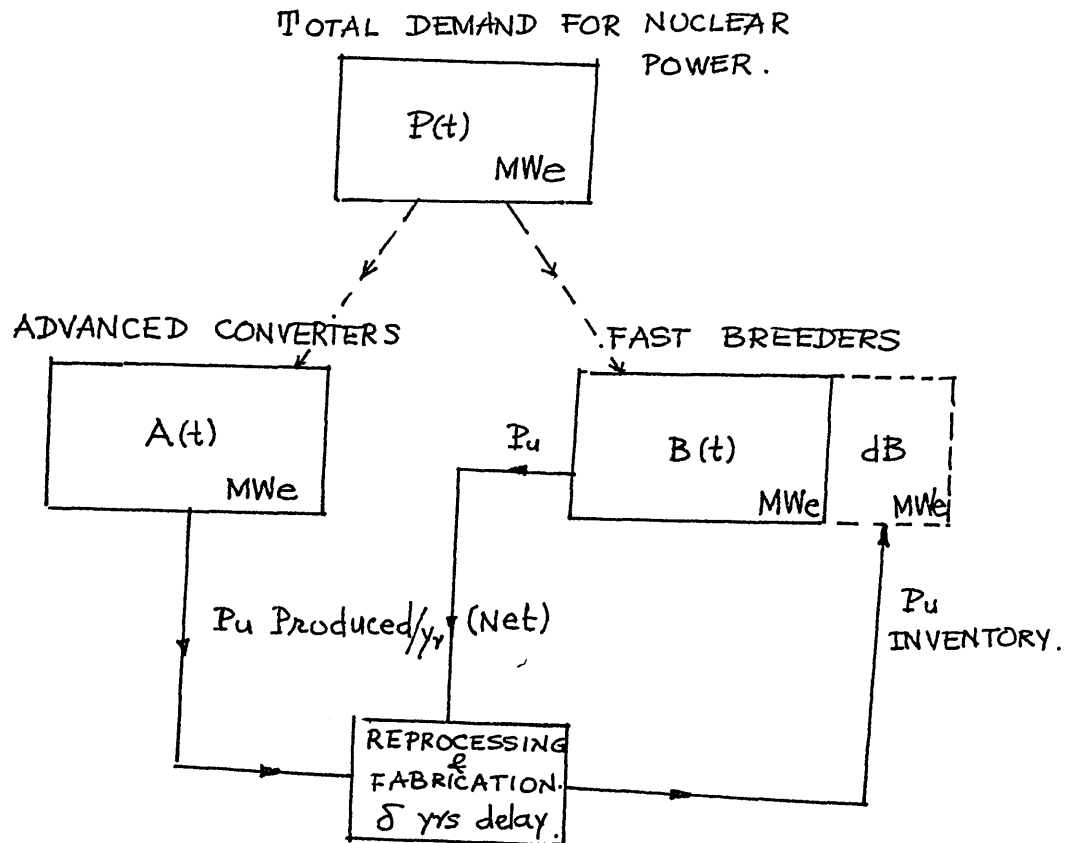 TOTAL DEMAND FOR NUCLEAR
POWER.
P(t)
MWe
ADVANCED CONVERTERS
A(t)
MWe
FAST BREEDERS
B(t)
MWe
dB
MWe
Pu
Pu Produced/yr (Net)
Pu
INVENTORY.
REPROCESSING
&
FABRICATION.
δ yrs delay.